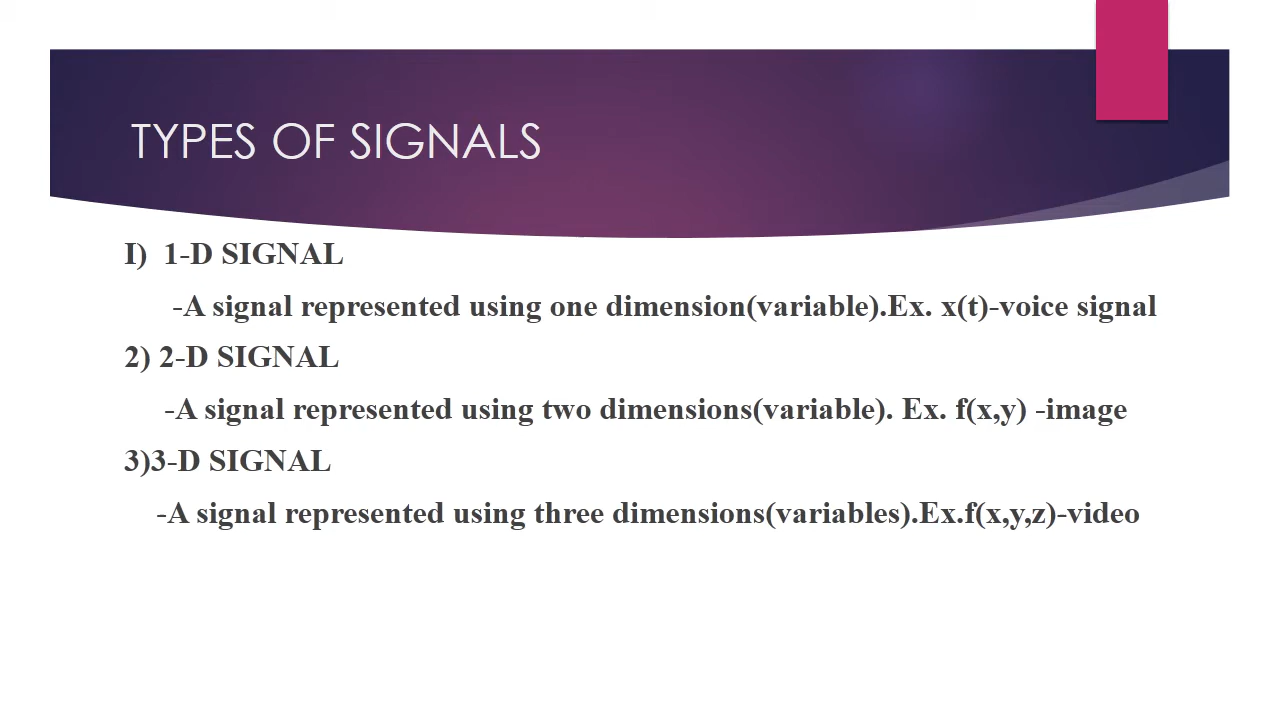 TYPES OF SIGNALS
I) 1-D SIGNAL
-A signal represented using one dimension(variable).Ex. x(t)-voice signal
2) 2-D SIGNAL
-A signal represented using two dimensions(variable). Ex. f(x,y) -image
3)3-D SIGNAL
-A signal represented using three dimensions(variables).Ex.f(x,y,z)-video